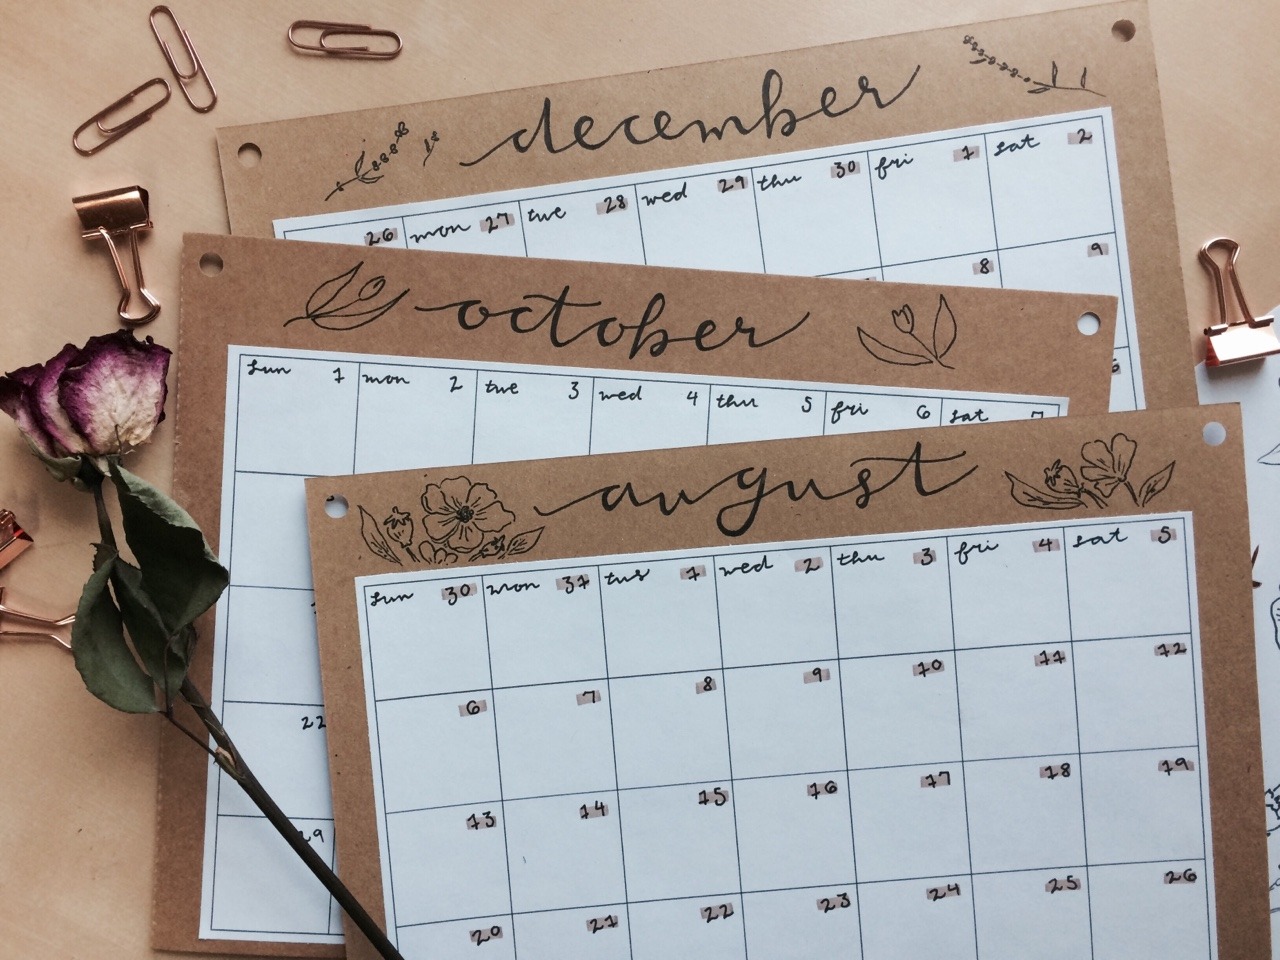 december
26 mon 27 tue 28 wed 29 thu 30 fri 1 sat 2
8 9
october
sun 1 mon 2 tue 3 wed 4 thu 5 fri 6 sat 7
22
29
august
sun 30 mon 31 tus 1 wed 2 thu 3 fri 4 sat 5
6 7 8 9 10 11 12
13 14 15 16 17 18 19
20 21 22 23 24 25 26